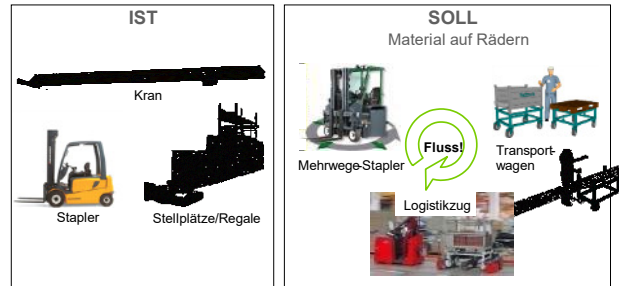 IST
Kran
Stapler
Stellplätze/Regale
SOLL
Material auf Rädern
Mehrwege-Stapler
Fluss!
Transport-
wagen
Logistikzug